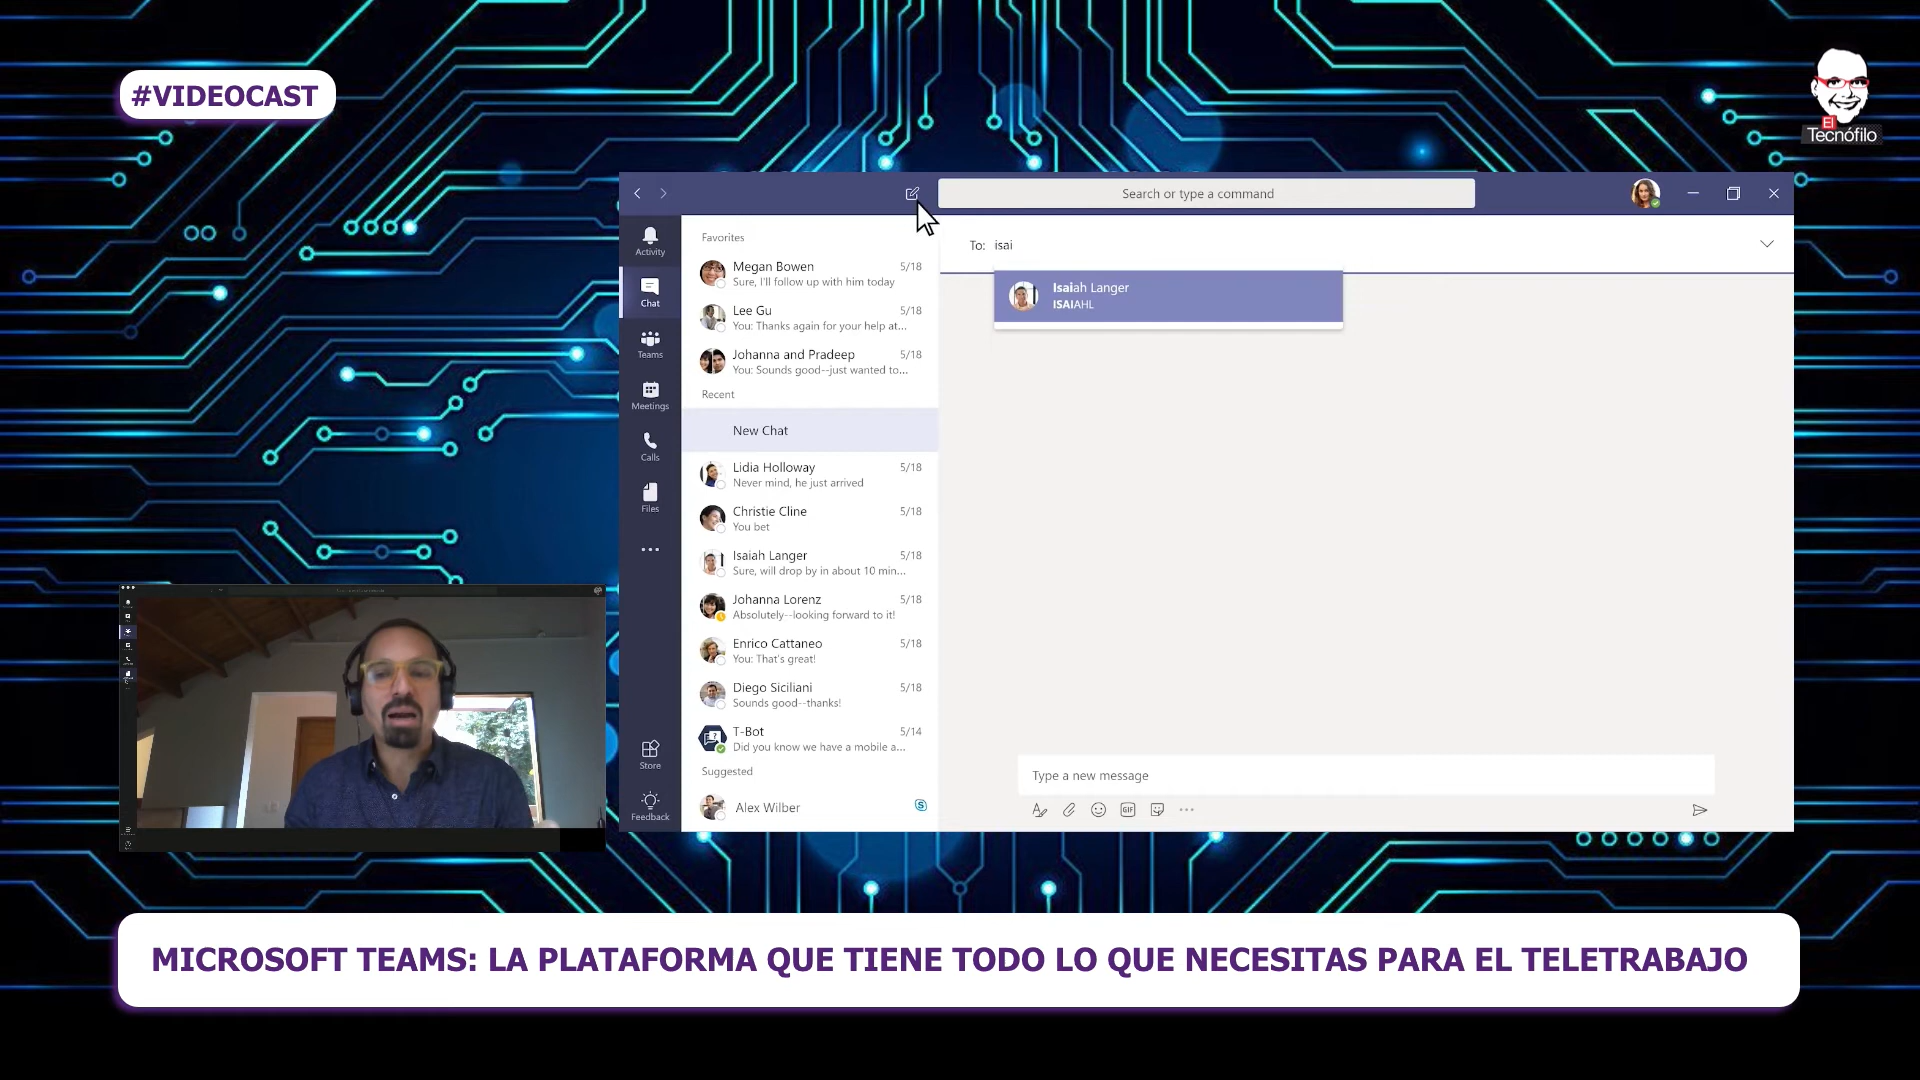 #VIDEOCAST
El
Tecnófilo
Search or type a command
Activity
Chat
Teams
Meetings
Calls
Files
Store
Feedback
Favorites
Megan Bowen 5/18
Sure, I'll follow up with him today
Lee Gu 5/18
You: Thanks again for your help at...
Johanna and Pradeep 5/18
You: Sounds good--just wanted to...
Recent
New Chat
Lidia Holloway 5/18
Never mind, he just arrived
Christie Cline 5/18
You bet
Isaiah Langer 5/18
Sure, will drop by in about 10 min...
Johanna Lorenz 5/18
Absolutely--looking forward to it!
Enrico Cattaneo 5/18
You: That's great!
Diego Siciliani 5/18
Sounds good--thanks!
T-Bot 5/14
Did you know we have a mobile a...
Suggested
Alex Wilber
To: isai
Isaiah Langer
ISAIAHL
Type a new message
GIF
MICROSOFT TEAMS: LA PLATAFORMA QUE TIENE TODO LO QUE NECESITAS PARA EL TELETRABAJO